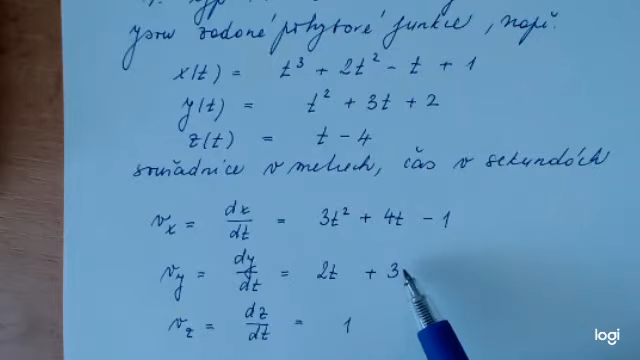 jsou zadané pohybové funkce, např.
x(t) = t³ + 2t² - t + 1
y(t) = t² + 3t + 2
z(t) = t - 4
souřadnice v metrech, čas v sekundách
vₓ = dx/dt = 3t² + 4t - 1
v_y = dy/dt = 2t + 3
v_z = dz/dt = 1
logi